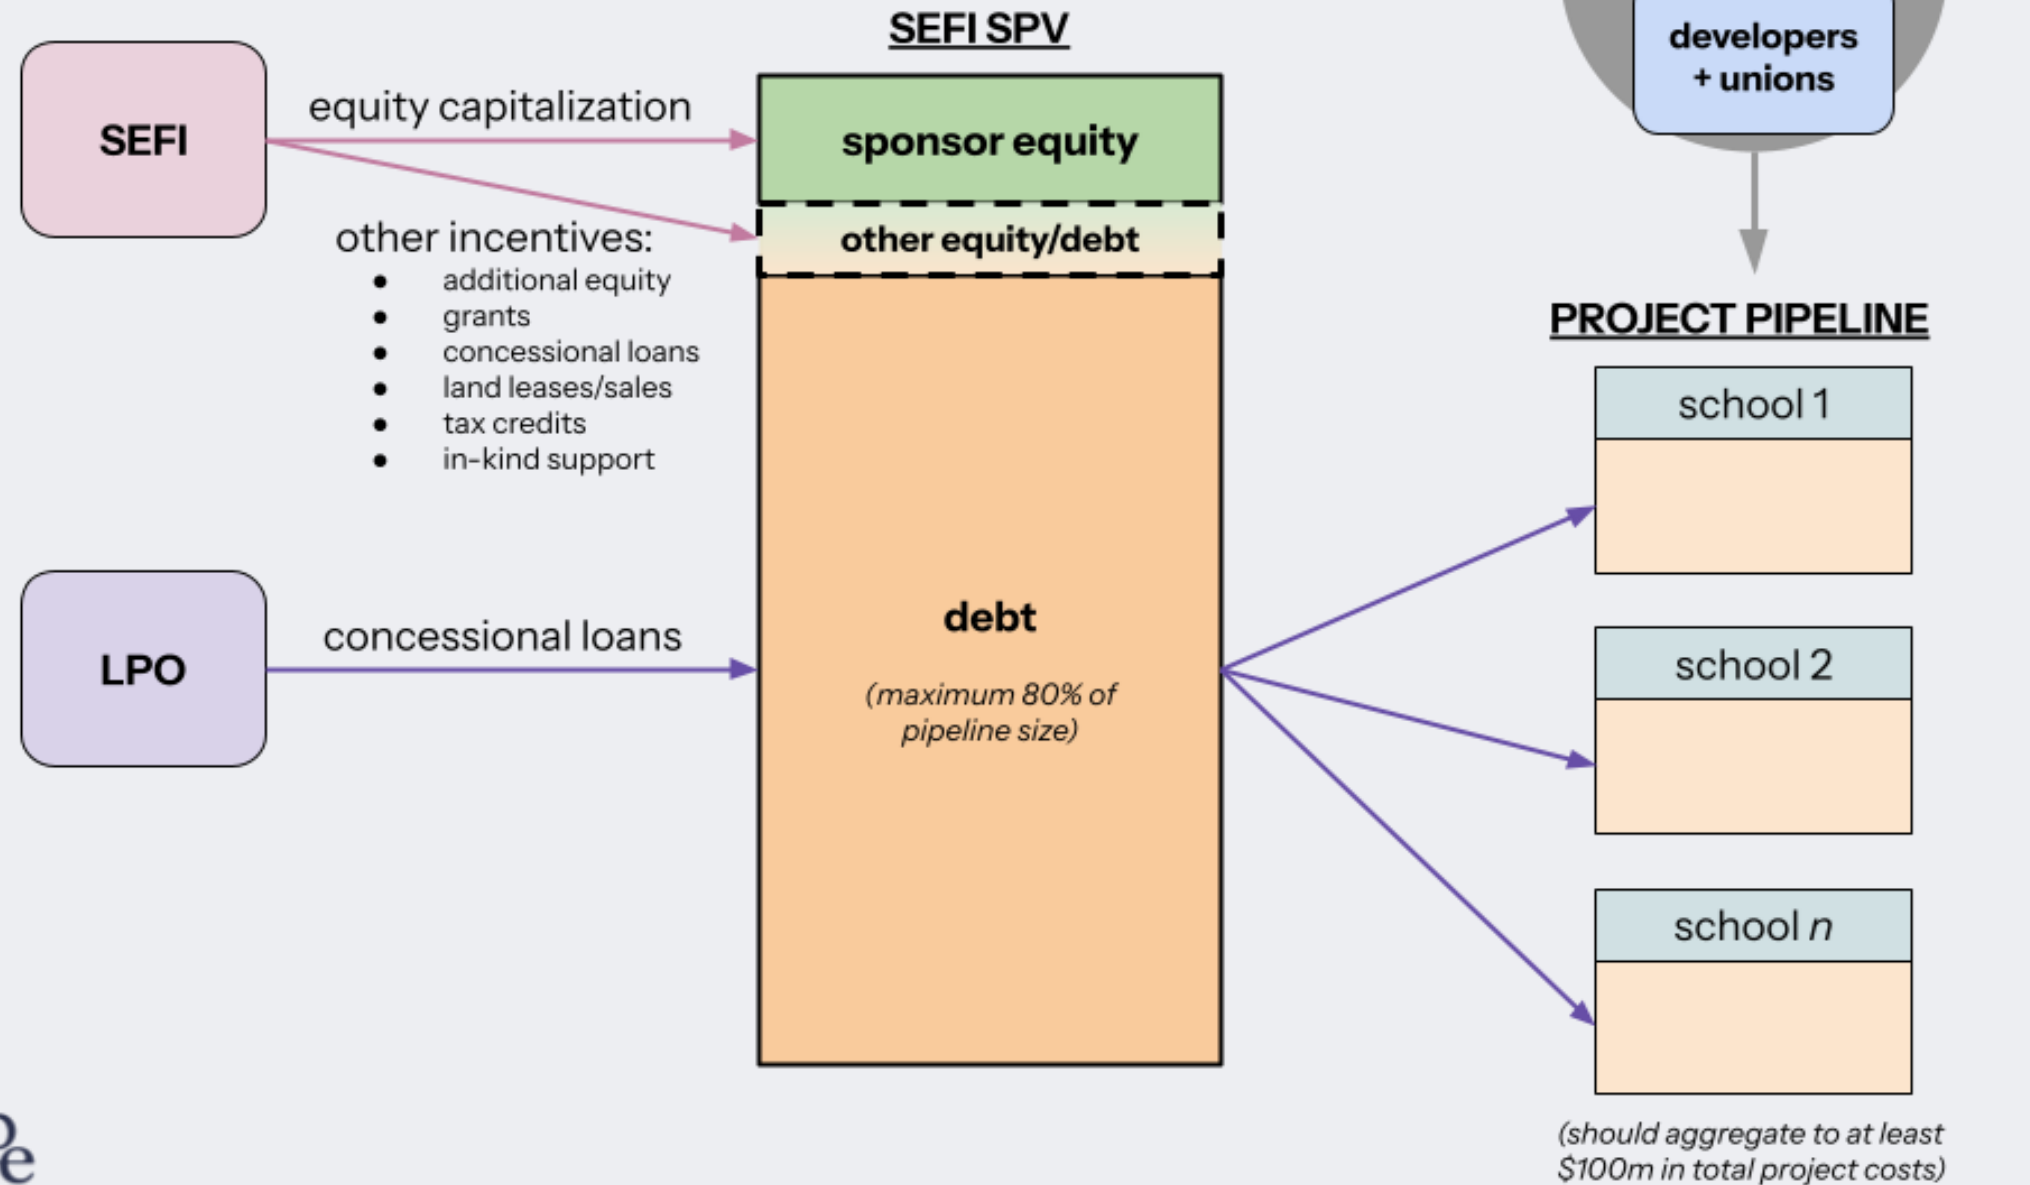 SEFI SPV
developers
+ unions
SEFI
equity capitalization
sponsor equity
other equity/debt
other incentives:
● additional equity
● grants
● concessional loans
● land leases/sales
● tax credits
● in-kind support
PROJECT PIPELINE
school 1
LPO
concessional loans
debt
(maximum 80% of
pipeline size)
school 2
school n
(should aggregate to at least
$100m in total project costs)